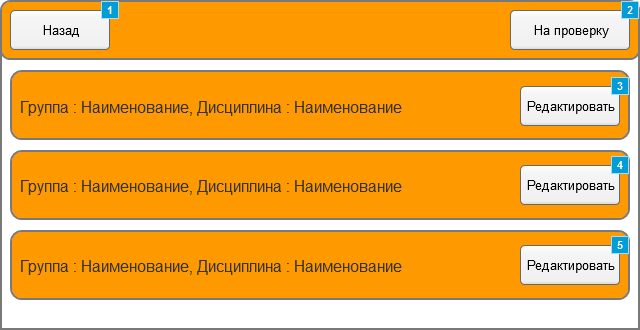 1
2
Назад
На проверку
3
Группа : Наименование, Дисциплина : Наименование
Редактировать
4
Группа : Наименование, Дисциплина : Наименование
Редактировать
5
Группа : Наименование, Дисциплина : Наименование
Редактировать